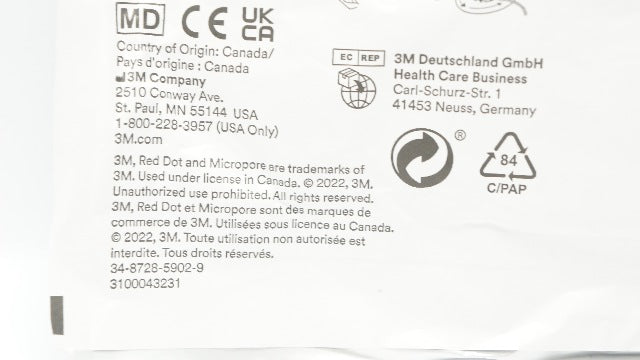 MD CE UK CA
Country of Origin: Canada/
Pays d'origine : Canada
3M Company
2510 Conway Ave.
St. Paul, MN 55144 USA
1-800-228-3957 (USA Only)
3M.com
3M, Red Dot and Micropore are trademarks of
3M. Used under license in Canada. © 2022, 3M.
Unauthorized use prohibited. All rights reserved.
3M, Red Dot et Micropore sont des marques de
commerce de 3M. Utilisées sous licence au Canada.
© 2022, 3M. Toute utilisation non autorisée est
interdite. Tous droits réservés.
34-8728-5902-9
3100043231
EC REP
3M Deutschland GmbH
Health Care Business
Carl-Schurz-Str. 1
41453 Neuss, Germany
®
84
C/PAP